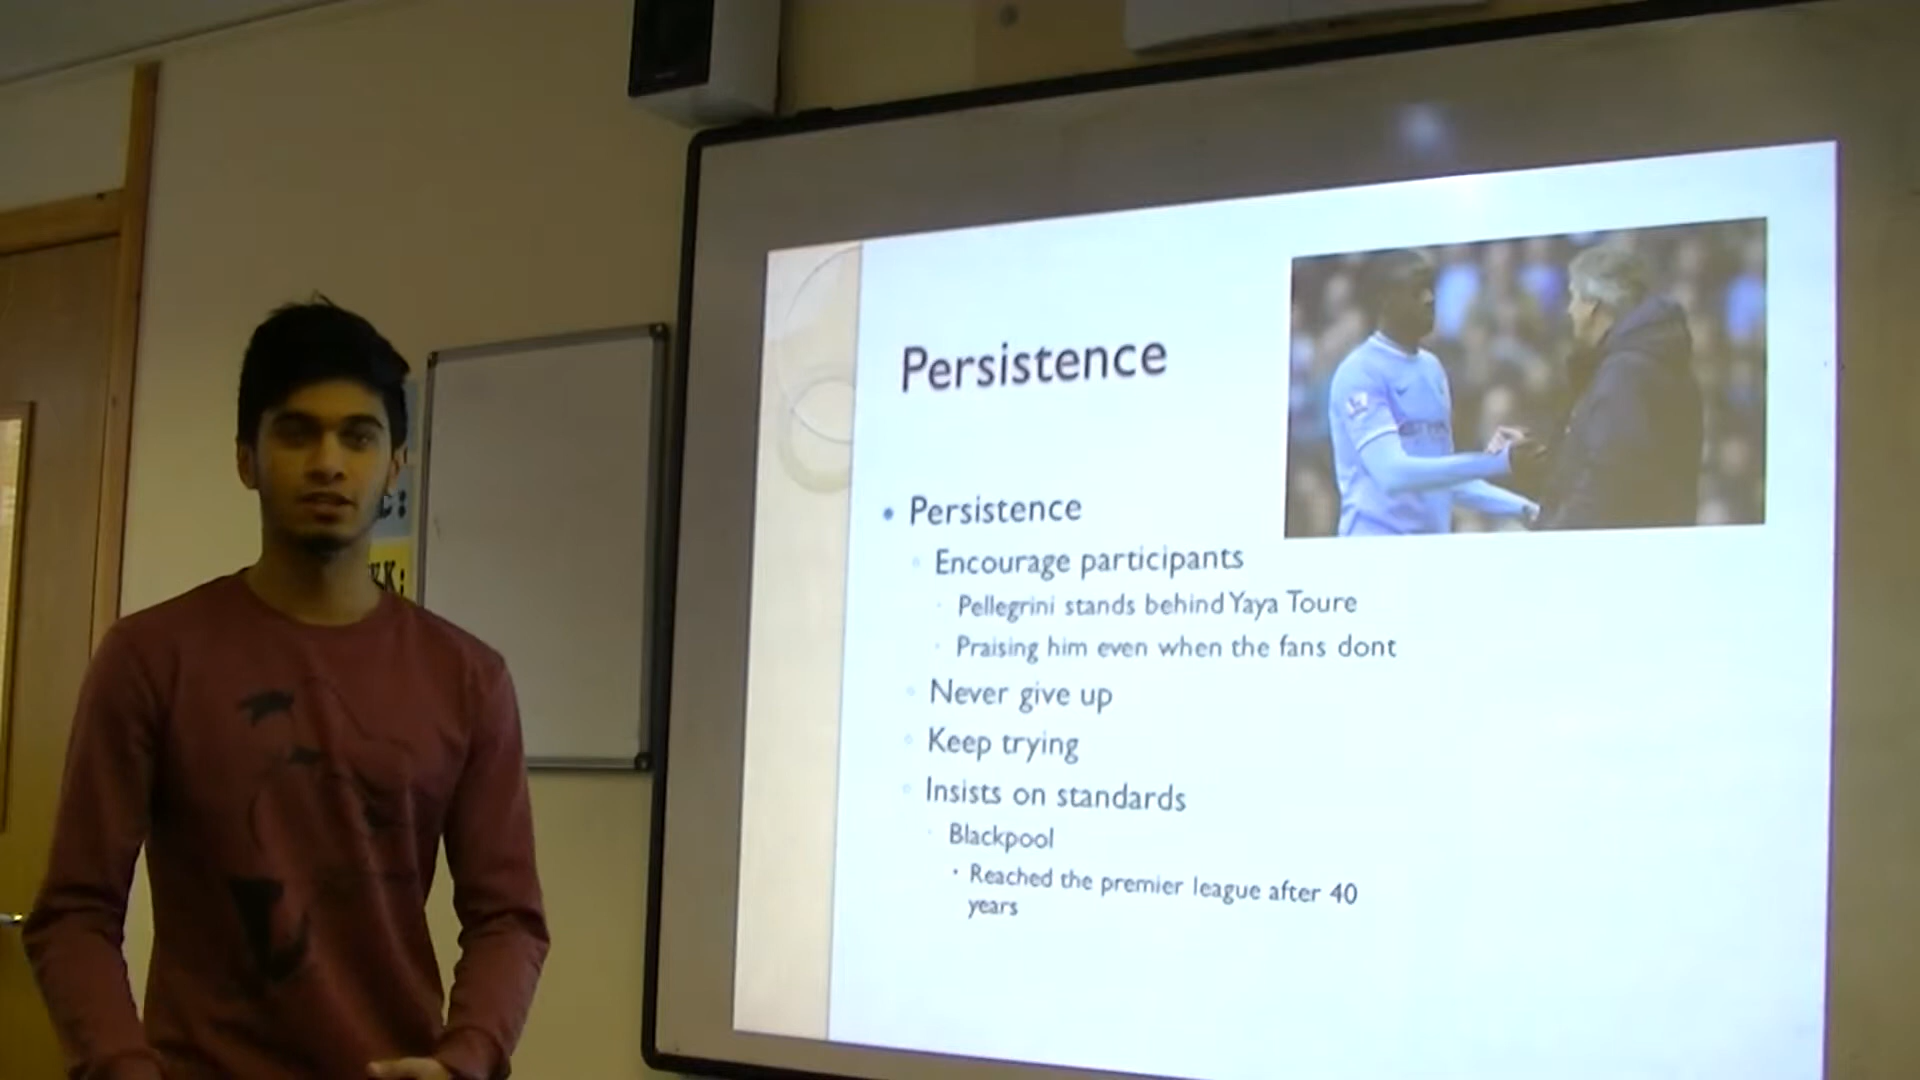 Persistence
Persistence
Encourage participants
Pellegrini stands behind Yaya Toure
Praising him even when the fans dont
Never give up
Keep trying
Insists on standards
Blackpool
Reached the premier league after 40
years